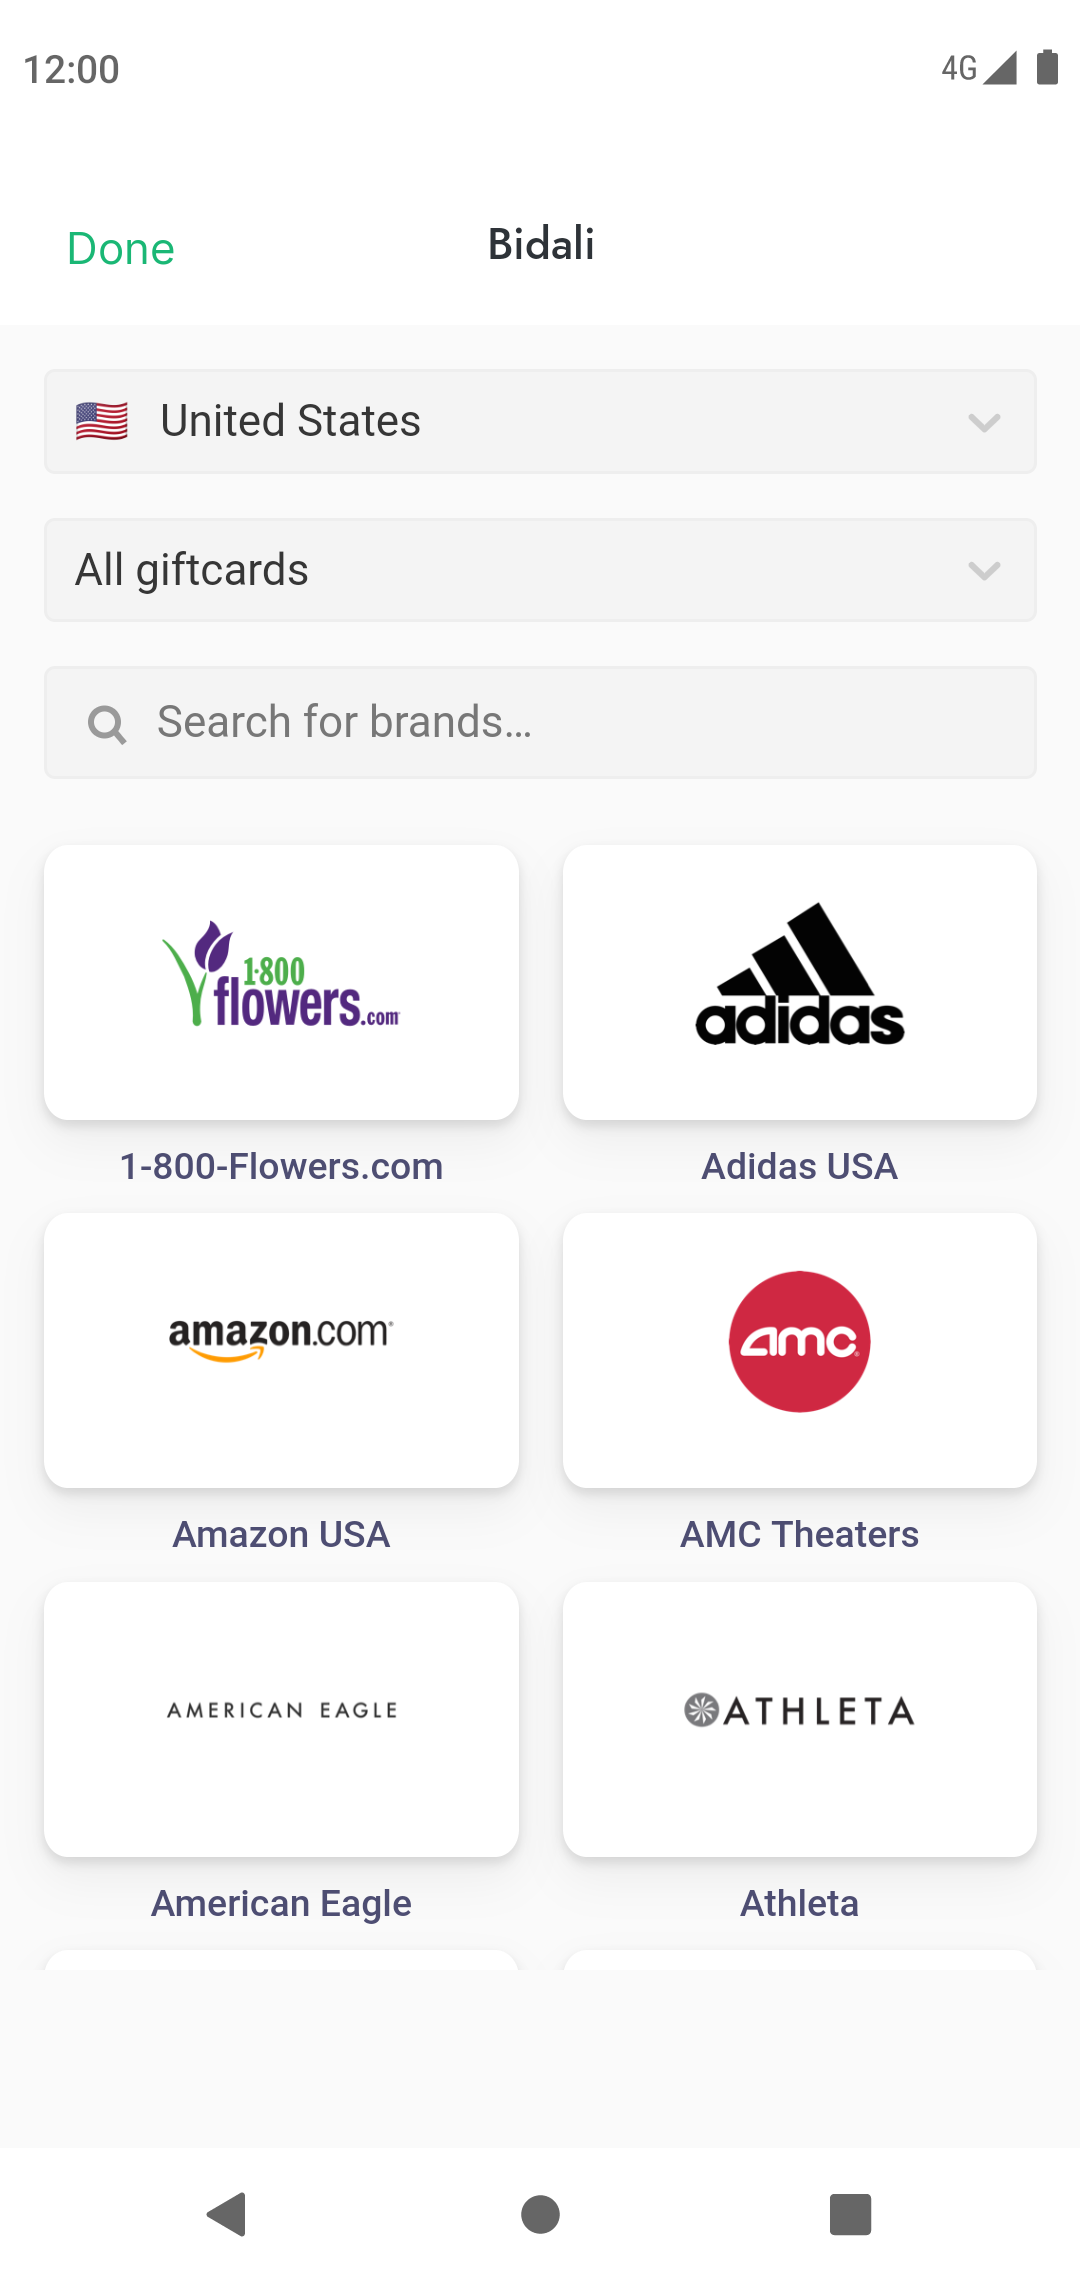 12:00
4G
Done
Bidali
United States
All giftcards
Search for brands...
1·800
flowers.com
adidas
1-800-Flowers.com
Adidas USA
amazon.com
amc
Amazon USA
AMC Theaters
AMERICAN EAGLE
ATHLETA
American Eagle
Athleta